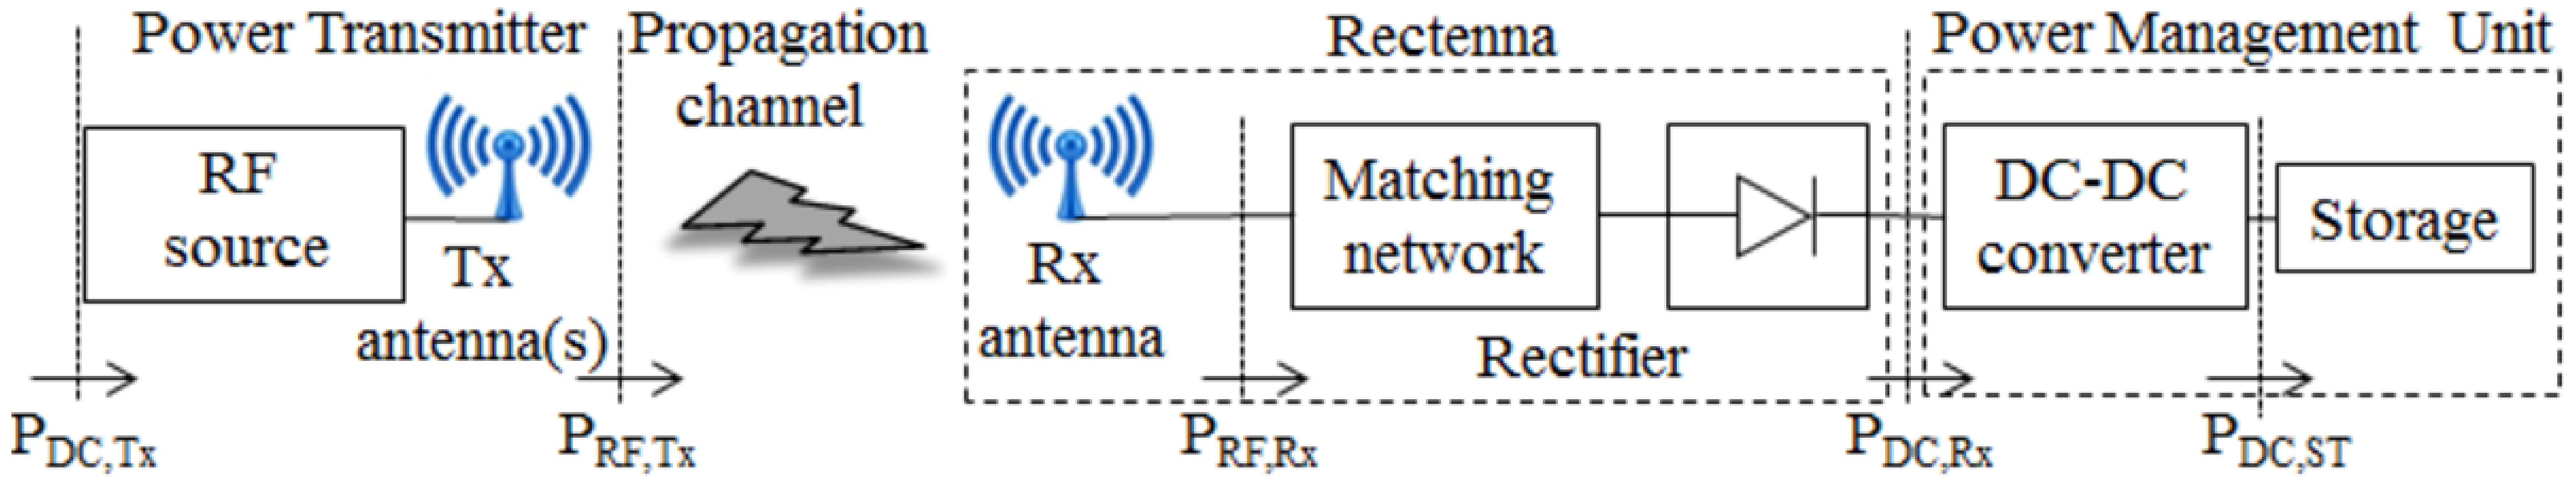 Power Transmitter
Propagation
channel
Rectenna
Power Management Unit
RF
source
Tx
antenna(s)
Rx
antenna
Matching
network
Rectifier
DC-DC
converter
Storage
P_DC,Tx
P_RF,Tx
P_RF,Rx
P_DC,Rx
P_DC,ST